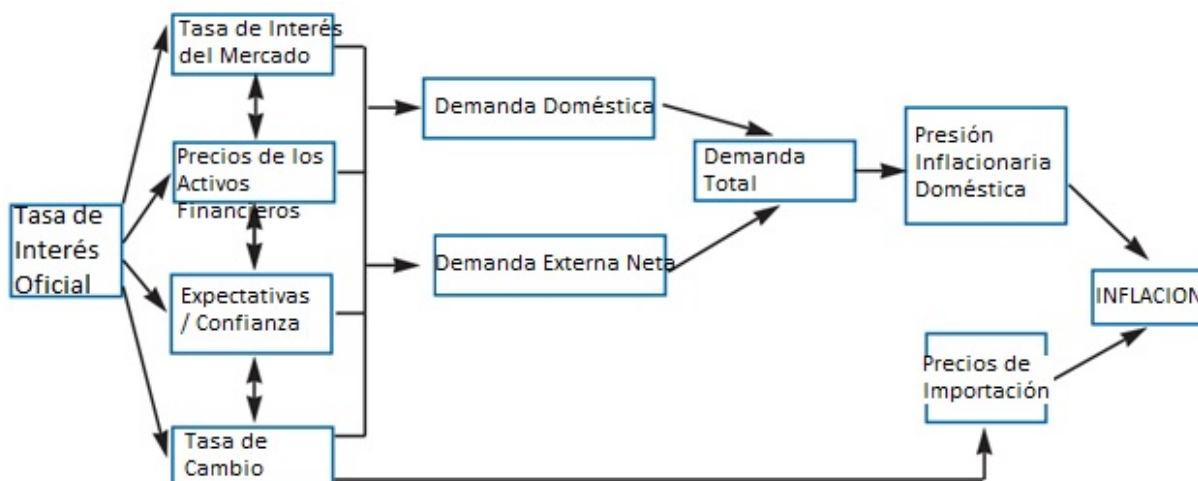 Tasa de Interés
del Mercado
Precios de los
Activos
Financieros
Tasa de
Interés
Oficial
Expectativas
/ Confianza
Tasa de
Cambio
Demanda Doméstica
Demanda Externa Neta
Demanda
Total
Presión
Inflacionaria
Doméstica
INFLACION
Precios de
Importación